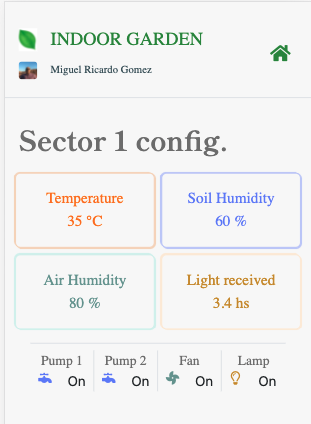 INDOOR GARDEN
Miguel Ricardo Gomez
Sector 1 config.
Temperature
35 °C
Soil Humidity
60 %
Air Humidity
80 %
Light received
3.4 hs
Pump 1
On
Pump 2
On
Fan
On
Lamp
On